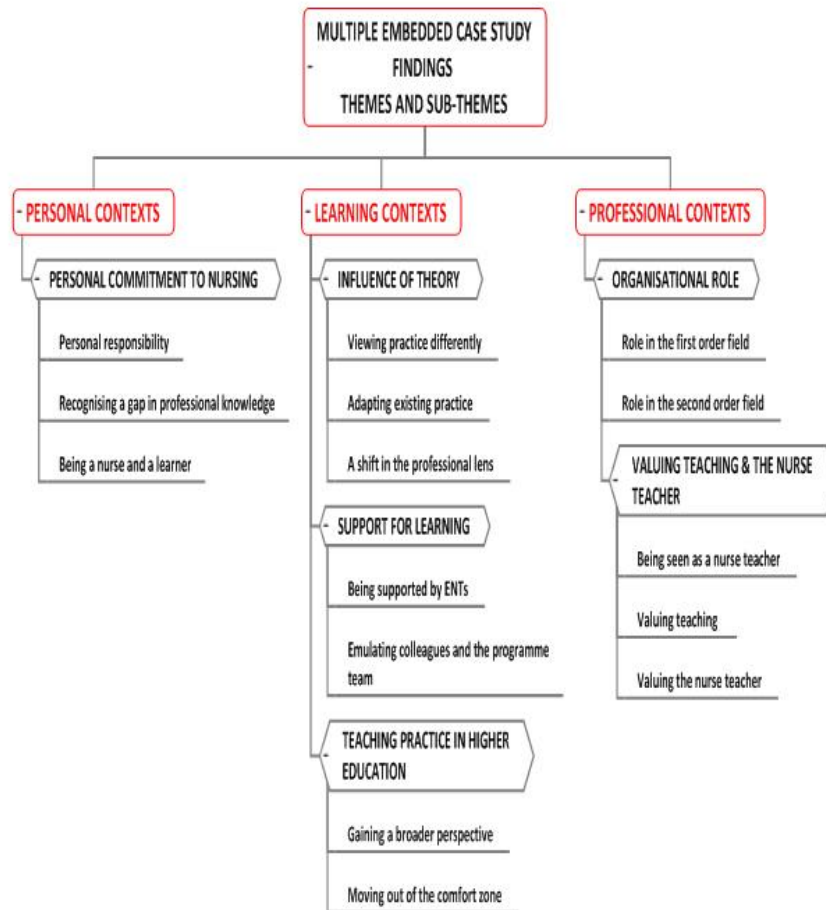 MULTIPLE EMBEDDED CASE STUDY
FINDINGS
THEMES AND SUB-THEMES
PERSONAL CONTEXTS
PERSONAL COMMITMENT TO NURSING
Personal responsibility
Recognising a gap in professional knowledge
Being a nurse and a learner
LEARNING CONTEXTS
INFLUENCE OF THEORY
Viewing practice differently
Adapting existing practice
A shift in the professional lens
SUPPORT FOR LEARNING
Being supported by ENTs
Emulating colleagues and the programme
team
TEACHING PRACTICE IN HIGHER
EDUCATION
Gaining a broader perspective
Moving out of the comfort zone
PROFESSIONAL CONTEXTS
ORGANISATIONAL ROLE
Role in the first order field
Role in the second order field
VALUING TEACHING & THE NURSE
TEACHER
Being seen as a nurse teacher
Valuing teaching
Valuing the nurse teacher